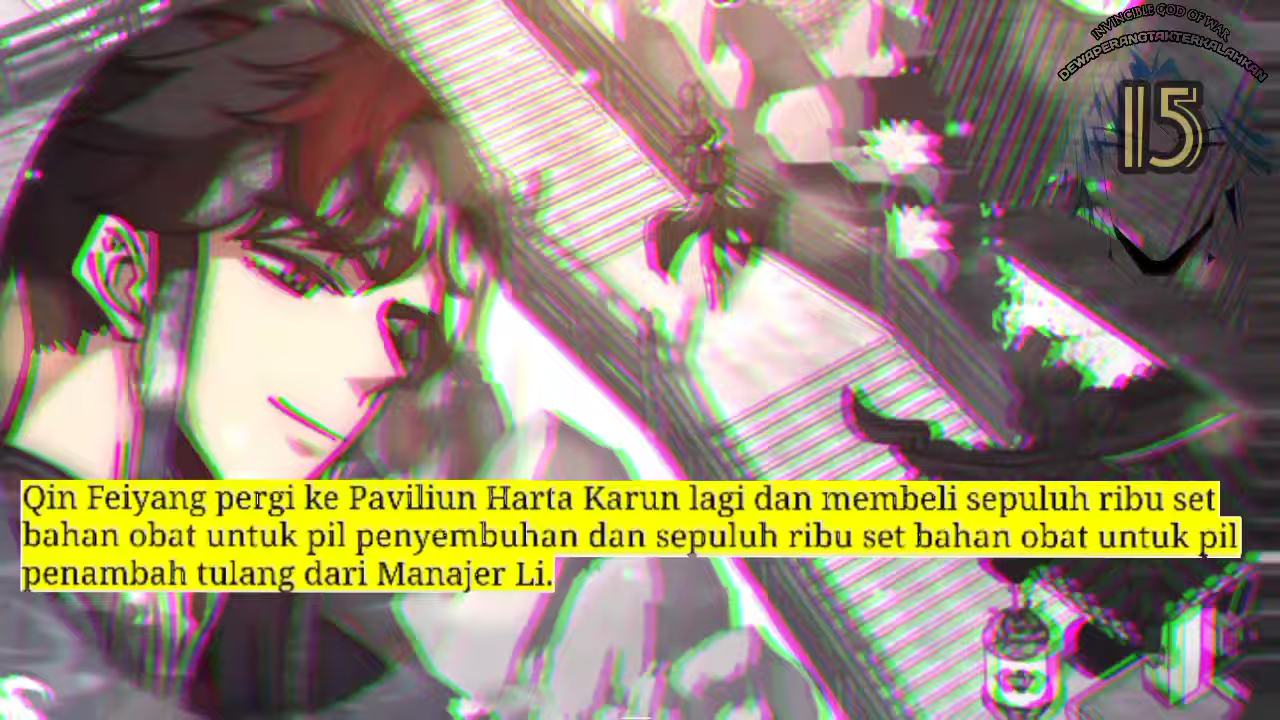 INVINCIBLE GOD OF WAR
DEWAPERANGTAKTERKALAHKAN
15
Qin Feiyang pergi ke Paviliun Harta Karun lagi dan membeli sepuluh ribu set
bahan obat untuk pil penyembuhan dan sepuluh ribu set bahan obat untuk pil
penambah tulang dari Manajer Li.